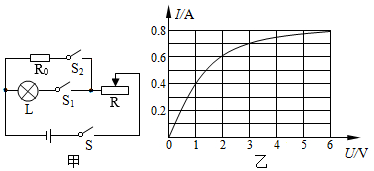 R₀ S₂
L S₁ R
S
甲
I/A
0.8
0.6
0.4
0.2
0 1 2 3 4 5 6 U/V
乙